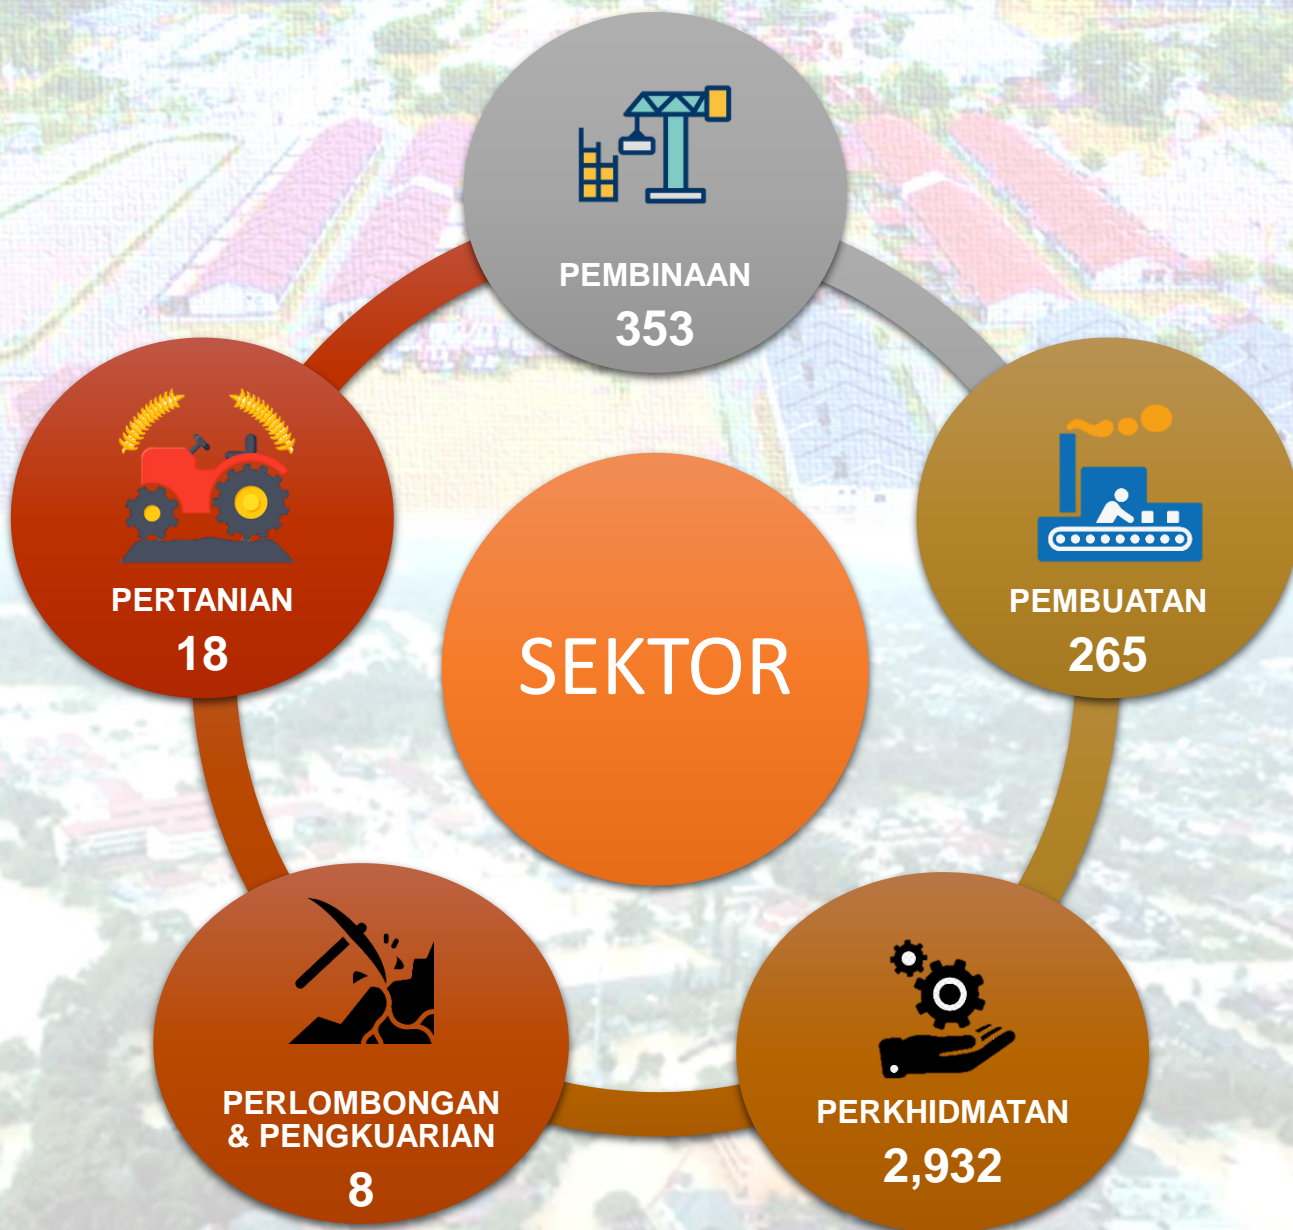 PEMBINAAN
353
PERTANIAN
18
PEMBUATAN
265
SEKTOR
PERLOMBONGAN
& PENGKUARIAN
8
PERKHIDMATAN
2,932